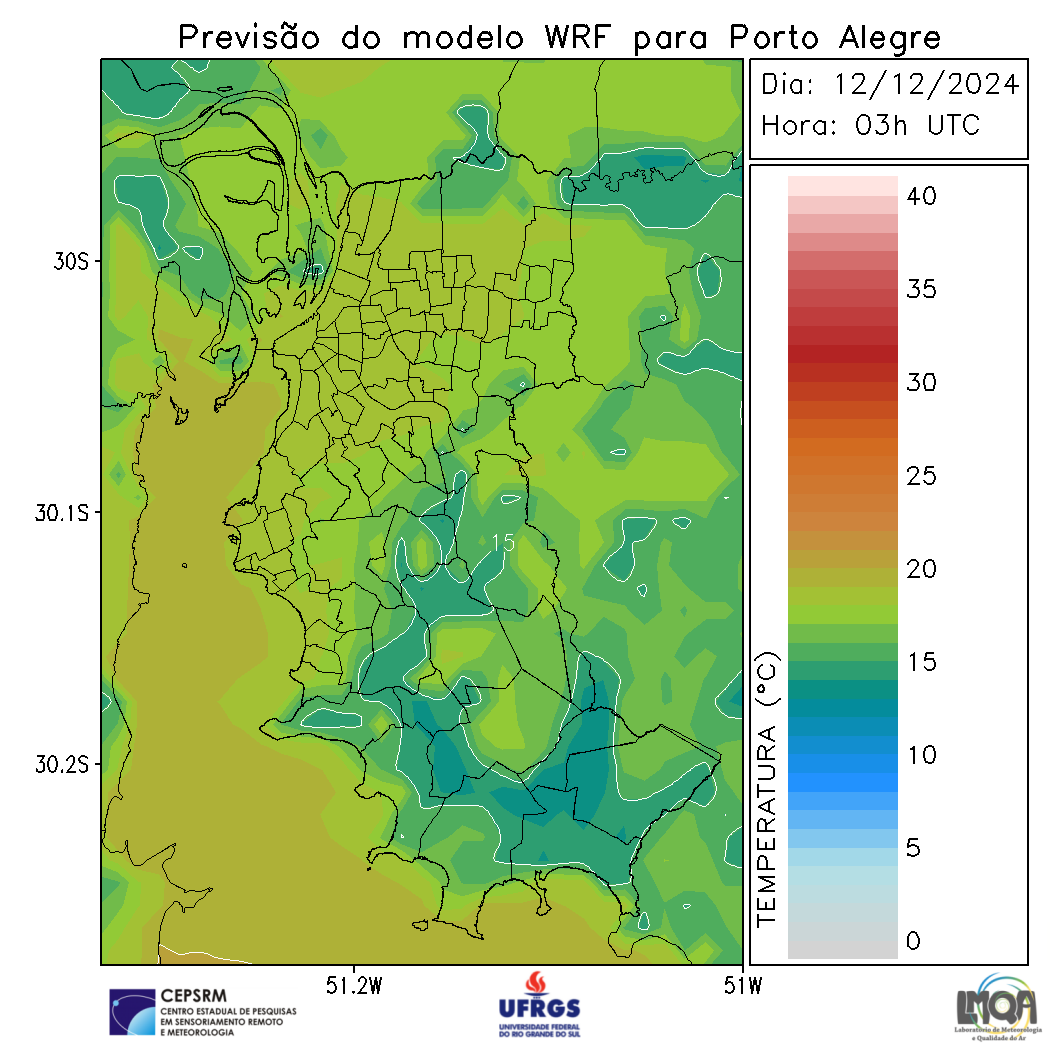 Previsão do modelo WRF para Porto Alegre
Dia: 12/12/2024
Hora: 03h UTC
40
35
30
25
20
15
10
5
0
TEMPERATURA (°C)
30S
30.1S
30.2S
15
51.2W
51W
CEPSRM
CENTRO ESTADUAL DE PESQUISAS
EM SENSORIAMENTO REMOTO
E METEOROLOGIA
UFRGS
UNIVERSIDADE FEDERAL
DO RIO GRANDE DO SUL
LMQA
Laboratório de Meteorologia
e Qualidade do Ar